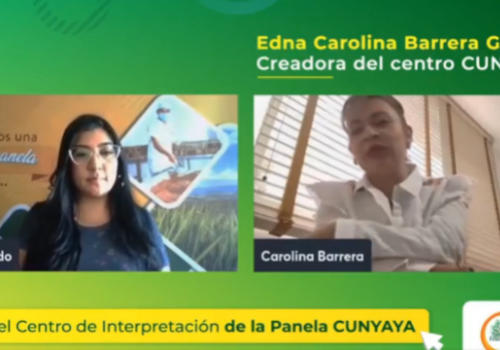 Edna Carolina Barrera G
Creadora del centro CUN
os una
anela
...
do
Carolina Barrera
el Centro de Interpretación de la Panela CUNYAYA